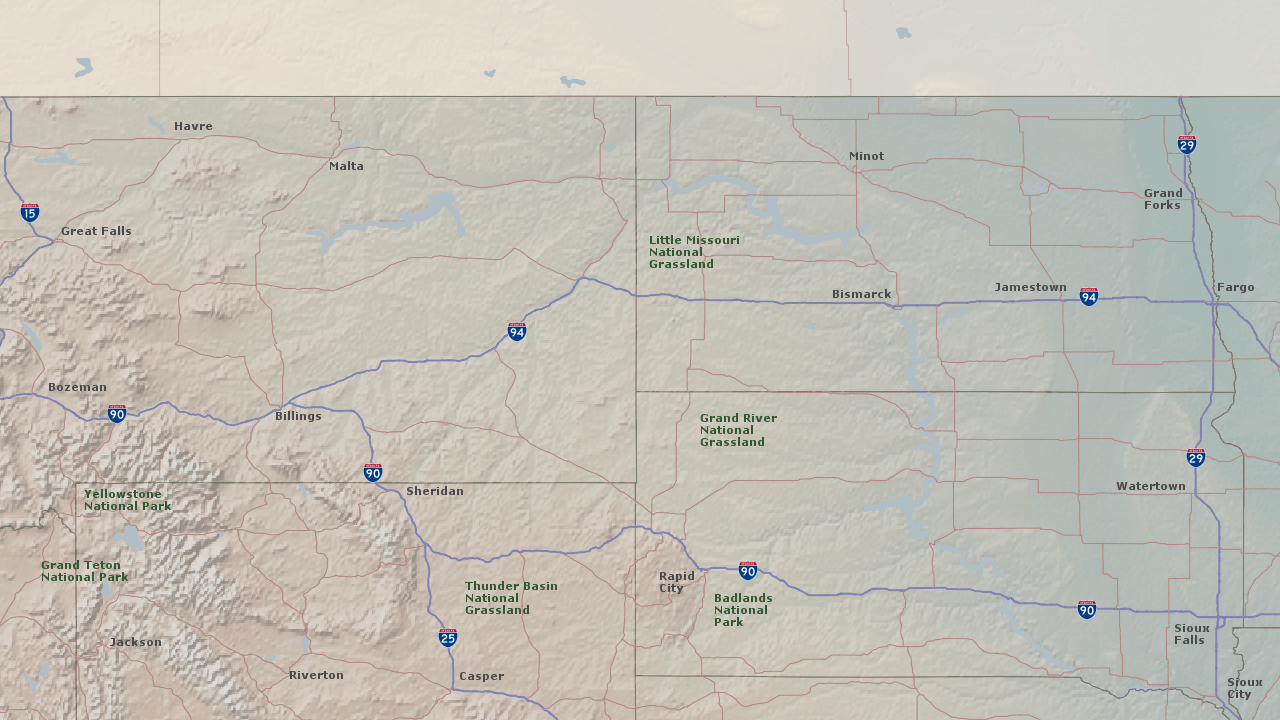 Havre
29
Minot
Malta
Grand
Forks
15
Great Falls
Little Missouri
National
Grassland
Jamestown
Fargo
Bismarck
94
94
Bozeman
90
Billings
Grand River
National
Grassland
29
90
Sheridan
Watertown
Yellowstone
National Park
Grand Teton
National Park
Rapid
City
90
Thunder Basin
National
Grassland
Badlands
National
Park
90
25
Sioux
Falls
Jackson
Riverton
Casper
Sioux
City